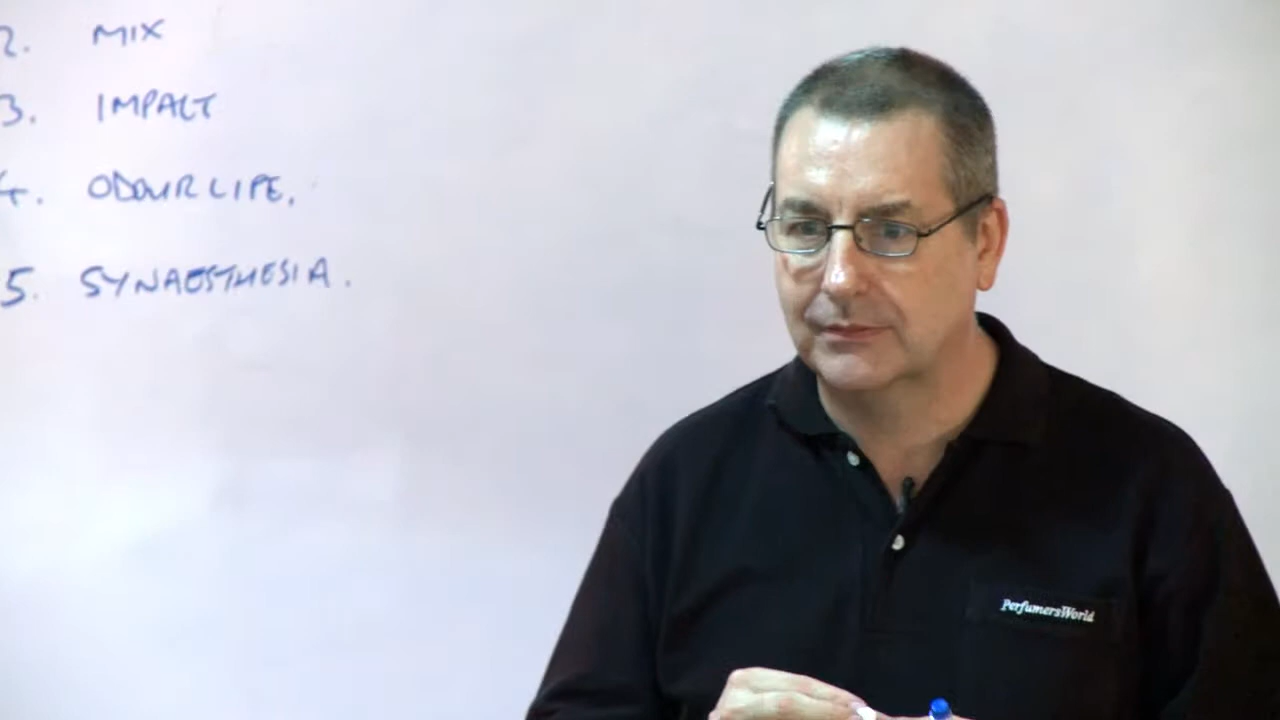 2. MIX
3. IMPACT
4. ODOUR LIFE.
5. SYNAESTHESIA.
PerfumersWorld